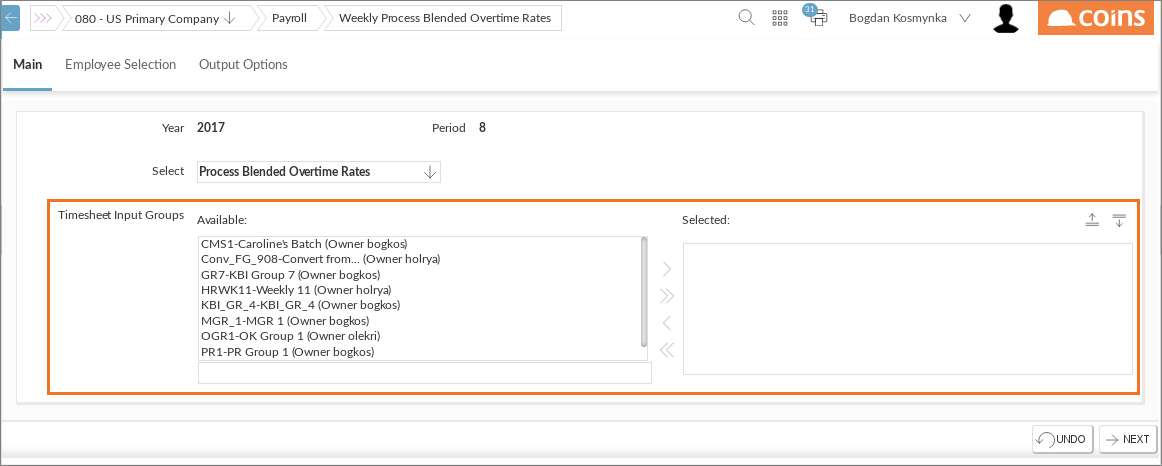 080 - US Primary Company
Payroll
Weekly Process Blended Overtime Rates
31
Bogdan Kosmynka
coins
Main
Employee Selection
Output Options
Year 2017
Period 8
Select Process Blended Overtime Rates
Timesheet Input Groups
Available:
Selected:
CMS1-Caroline's Batch (Owner bogkos)
Conv_FG_908-Convert from... (Owner holrya)
GR7-KBI Group 7 (Owner bogkos)
HRWK11-Weekly 11 (Owner holrya)
KBI_GR_4-KBI_GR_4 (Owner bogkos)
MGR_1-MGR 1 (Owner bogkos)
OGR1-OK Group 1 (Owner olekri)
PR1-PR Group 1 (Owner bogkos)
UNDO
NEXT